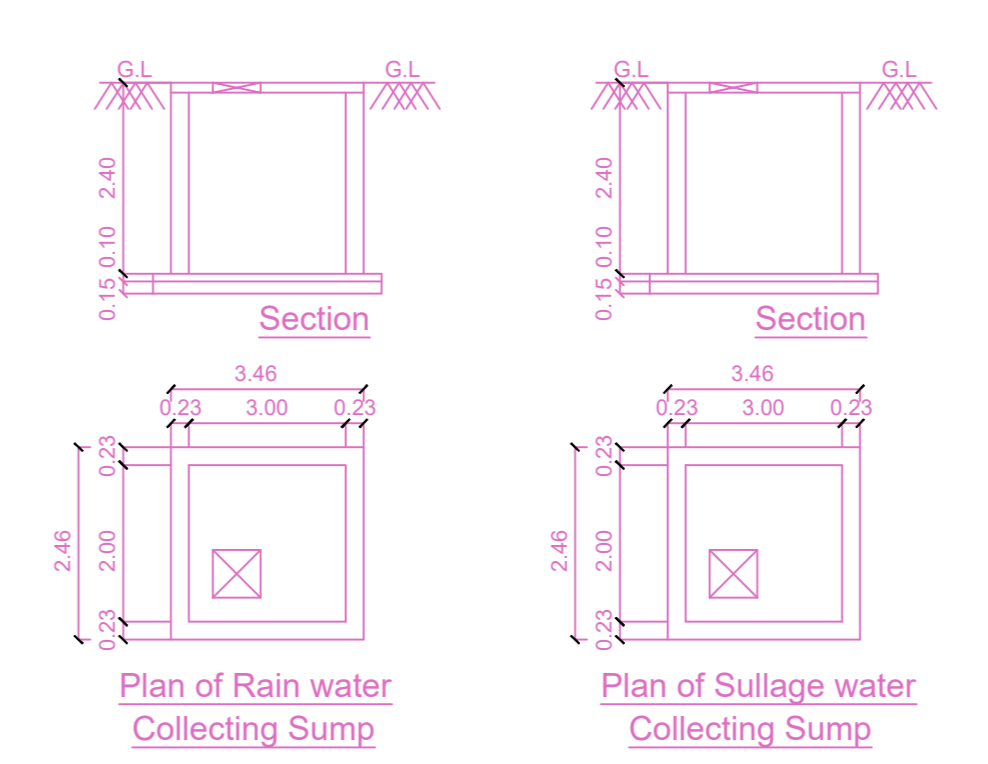 G.L
G.L
2.40
0.10
0.15
Section
G.L
G.L
2.40
0.10
0.15
Section
3.46
0.23 3.00 0.23
0.23
2.46
2.00
0.23
Plan of Rain water
Collecting Sump
3.46
0.23 3.00 0.23
0.23
2.46
2.00
0.23
Plan of Sullage water
Collecting Sump